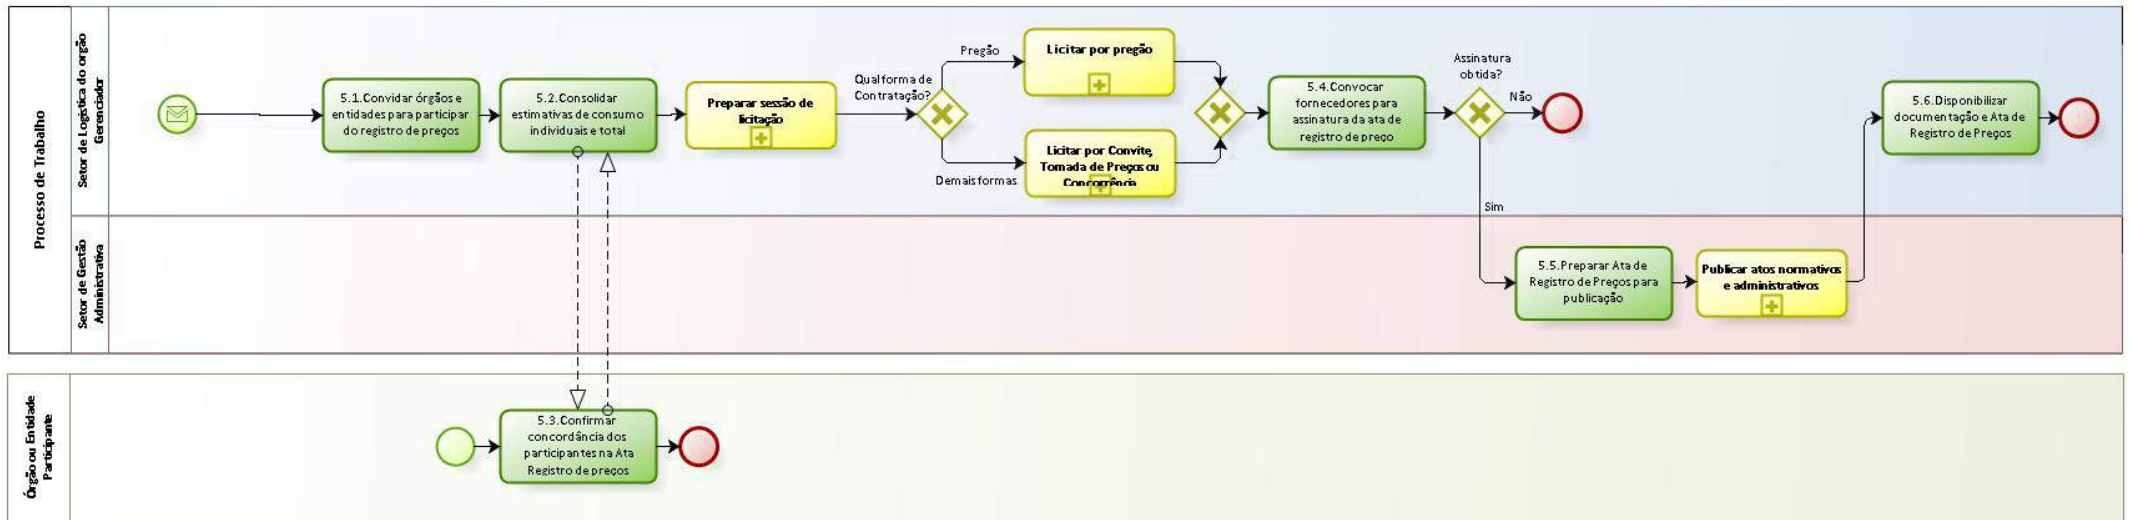 Processo de Trabalho
Setor de Logística do orgão
Gerenciador
5.1.Convidar órgãos e
entidades para participar
do registro de preços
5.2.Consolidar
estimativas de consumo
individuais e total
Preparar sessão de
licitação
Qual forma de
Contratação?
Pregão
Demais formas
Licitar por pregão
Licitar por Convite,
Tomada de Preços ou
Concorrência
5.4.Convocar
fornecedores para
assinatura da ata de
registro de preço
Assinatura
obtida?
Não
Sim
5.6.Disponibilizar
documentação e Ata de
Registro de Preços
Setor de Gestão
Administrativa
5.5.Preparar Ata de
Registro de Preços para
publicação
Publicar atos normativos
e administrativos
Órgão ou Entidade
Participante
5.3.Confirmar
concordância dos
participantes na Ata
Registro de preços